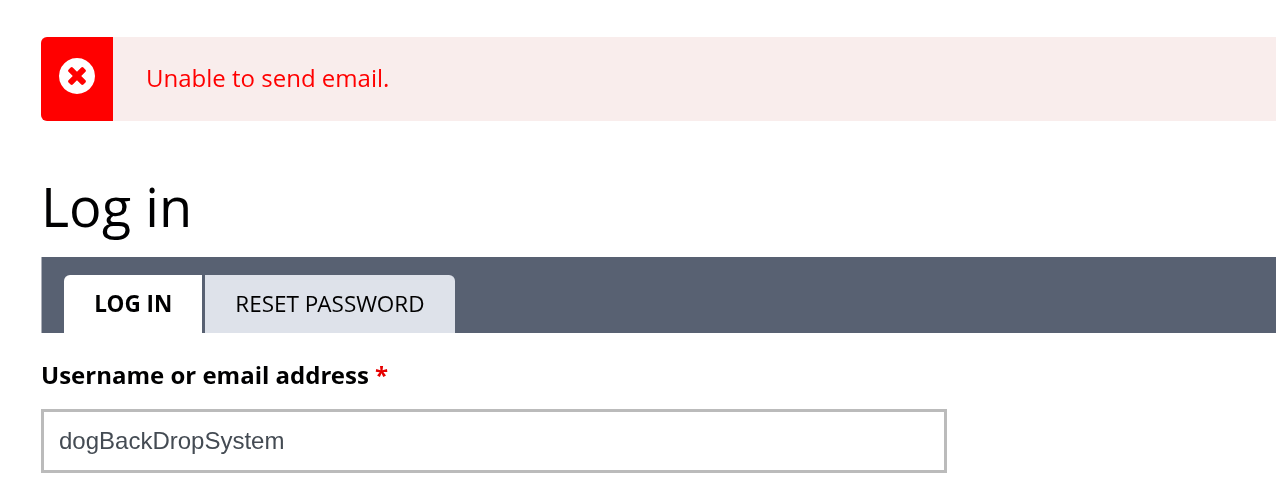 Unable to send email.
Log in
LOG IN
RESET PASSWORD
Username or email address *
dogBackDropSystem